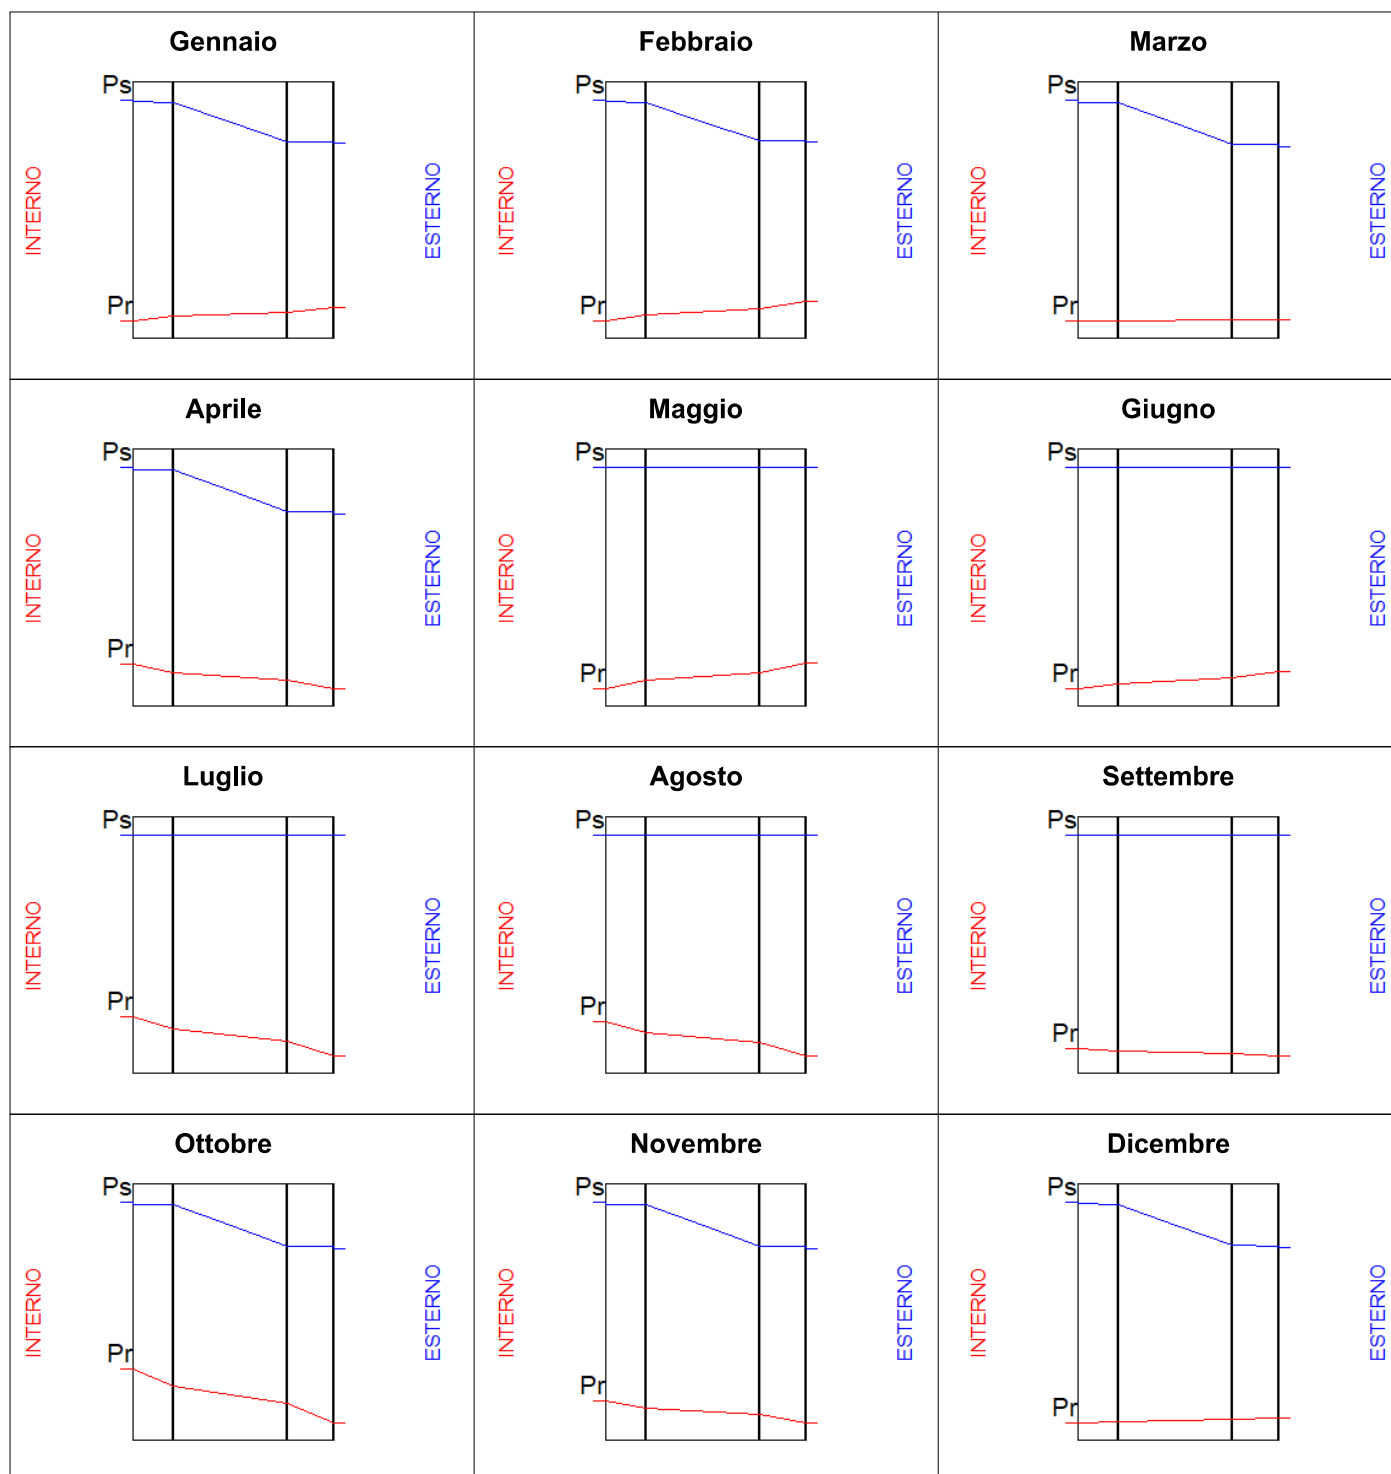 Gennaio
Ps
INTERNO
ESTERNO
Pr
Febbraio
Ps
INTERNO
ESTERNO
Pr
Marzo
Ps
INTERNO
ESTERNO
Pr
Aprile
Ps
INTERNO
ESTERNO
Pr
Maggio
Ps
INTERNO
ESTERNO
Pr
Giugno
Ps
INTERNO
ESTERNO
Pr
Luglio
Ps
INTERNO
ESTERNO
Pr
Agosto
Ps
INTERNO
ESTERNO
Pr
Settembre
Ps
INTERNO
ESTERNO
Pr
Ottobre
Ps
INTERNO
ESTERNO
Pr
Novembre
Ps
INTERNO
ESTERNO
Pr
Dicembre
Ps
INTERNO
ESTERNO
Pr